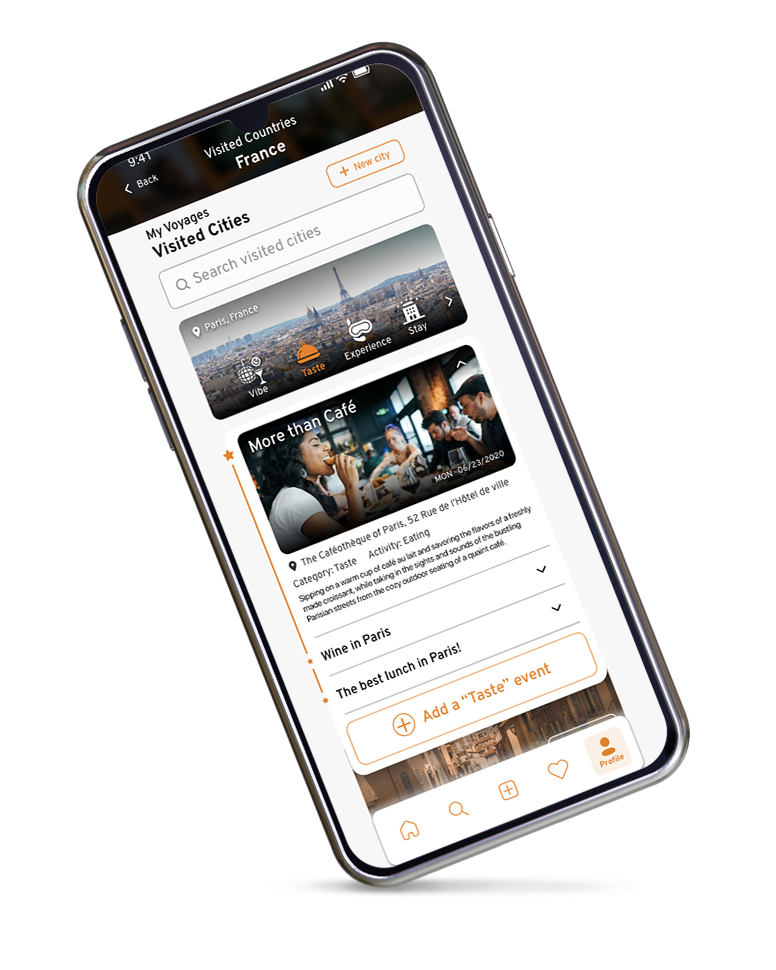 9:41
Back
Visited Countries
France
My Voyages
Visited Cities
New city
Search visited cities
Paris, France
Vibe
Taste
Experience
Stay
More than Café
MON - 06/23/2020
The Caféothèque of Paris, 52 Rue de l'Hôtel de ville
Category: Taste Activity: Eating
Sipping on a warm cup of café au lait and savoring the flavors of a freshly
made croissant, while taking in the sights and sounds of the bustling
Parisian streets from the cozy outdoor seating of a quaint café.
Wine in Paris
The best lunch in Paris!
Add a “Taste” event
Profile